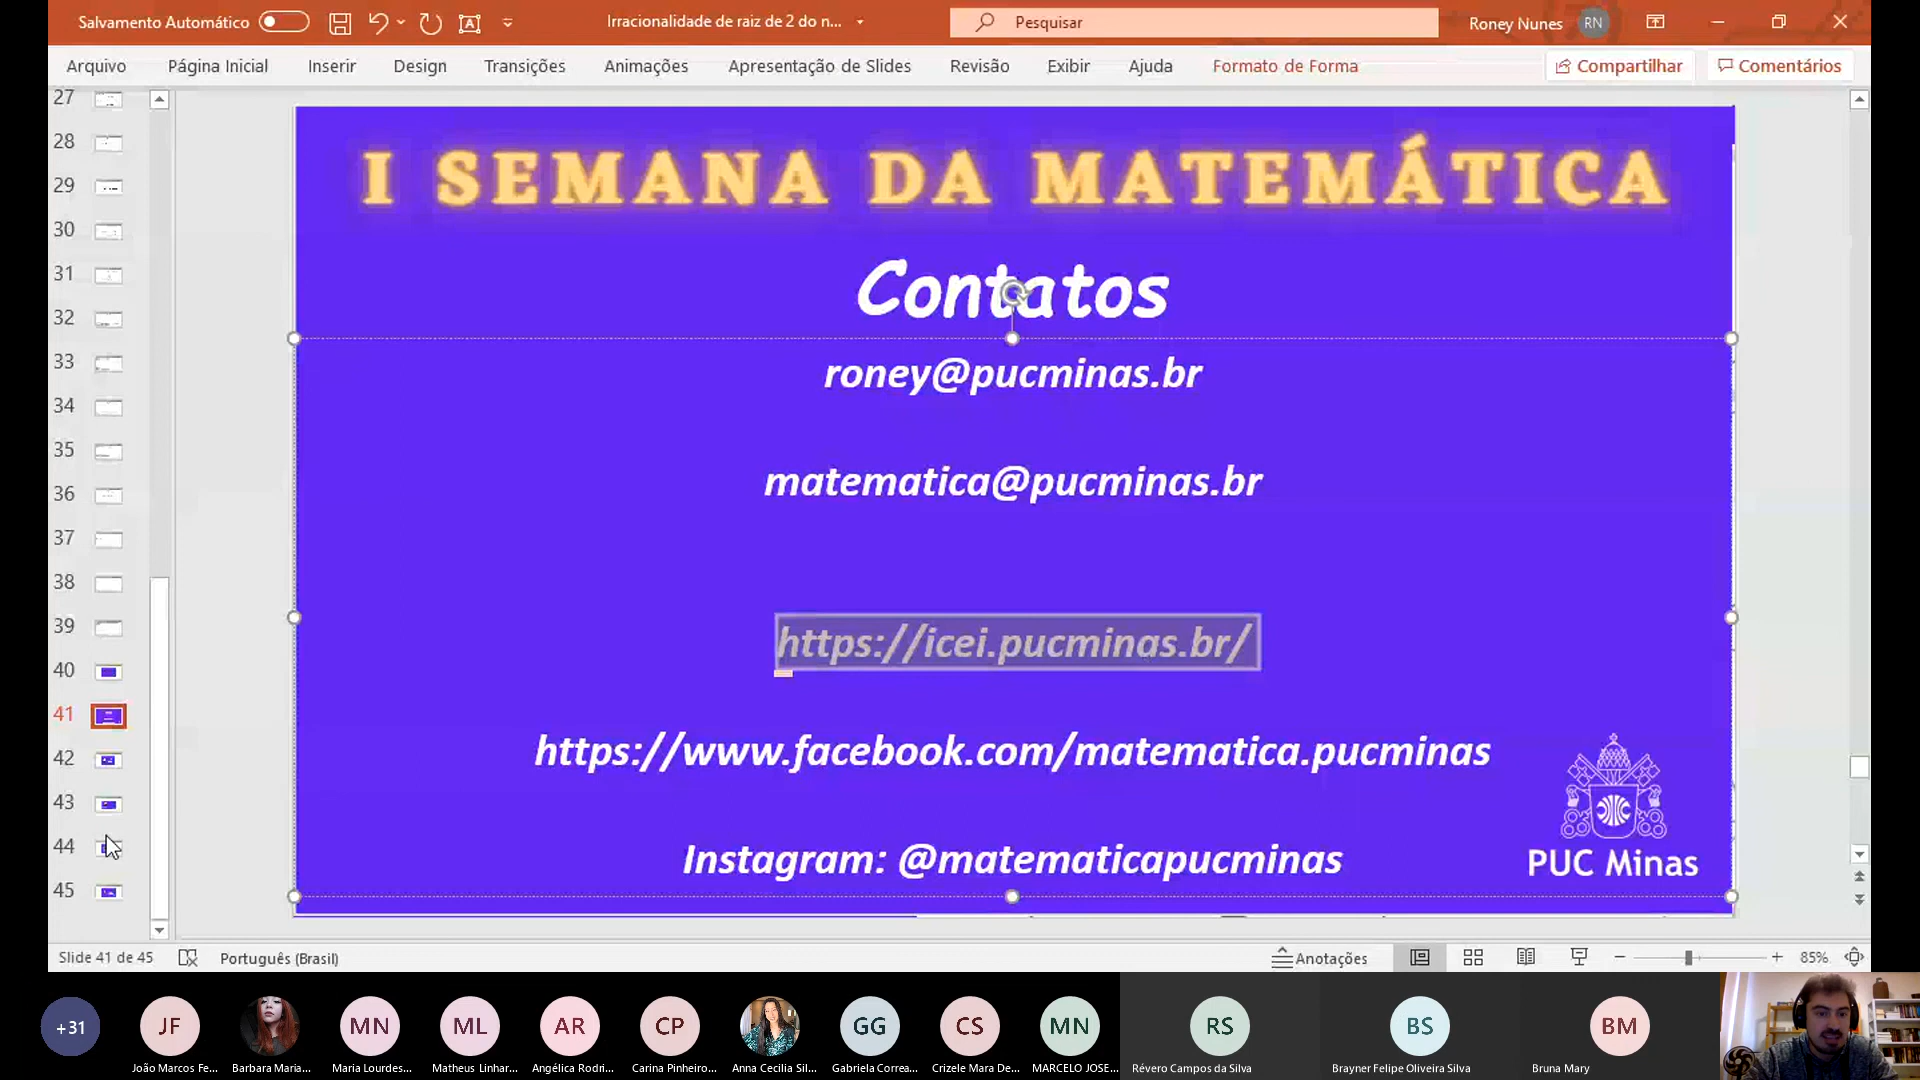 Salvamento Automático
Irracionalidade de raiz de 2 do n...
Pesquisar
Roney Nunes
RN
Arquivo
Página Inicial
Inserir
Design
Transições
Animações
Apresentação de Slides
Revisão
Exibir
Ajuda
Formato de Forma
Compartilhar
Comentários
27
28
29
30
31
32
33
34
35
36
37
38
39
40
41
42
43
44
45
I SEMANA DA MATEMÁTICA
Contatos
roney@pucminas.br
matematica@pucminas.br
https://icei.pucminas.br/
https://www.facebook.com/matematica.pucminas
Instagram: @matematicapucminas
PUC Minas
Slide 41 de 45
Português (Brasil)
Anotações
85%
+31
JF
MN
ML
AR
CP
GG
CS
MN
RS
BS
BM
João Marcos Fe...
Barbara Maria...
Maria Lourdes...
Matheus Linhar...
Angélica Rodri...
Carina Pinheiro...
Anna Cecilia Sil...
Gabriela Correa...
Crizele Mara De...
MARCELO JOSE...
Révero Campos da Silva
Brayner Felipe Oliveira Silva
Bruna Mary